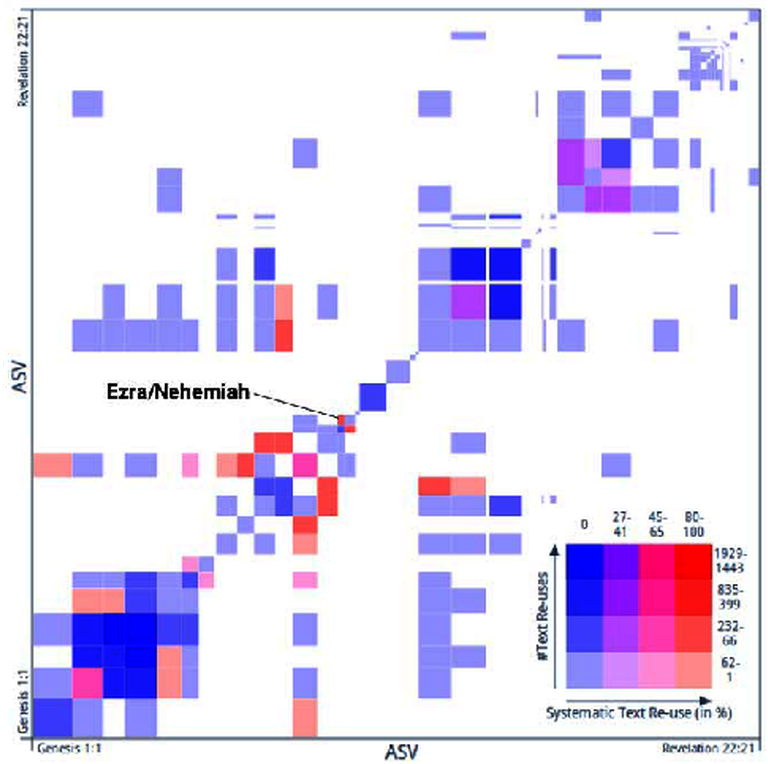 Revelation 22:21
ASV
Ezra/Nehemiah
0
27-
41
45-
65
80-
100
#Text Re-uses
1929-
1443
835-
399
232-
66
62-
1
Systematic Text Re-use (in %)
Genesis 1:1
Genesis 1:1
ASV
Revelation 22:21